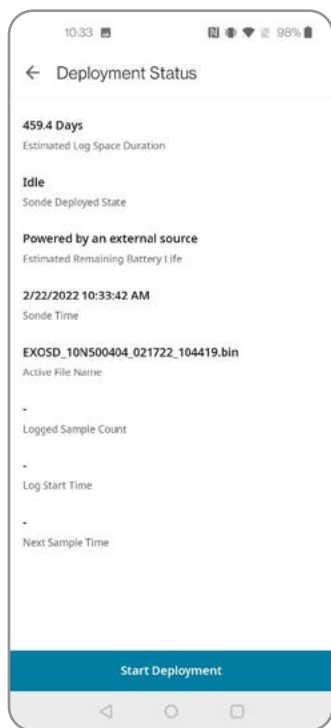 10:33 98%
Deployment Status
459.4 Days
Estimated Log Space Duration
Idle
Sonde Deployed State
Powered by an external source
Estimated Remaining Battery Life
2/22/2022 10:33:42 AM
Sonde Time
EXOSD_10N500404_021722_104419.bin
Active File Name
-
Logged Sample Count
-
Log Start Time
-
Next Sample Time
Start Deployment